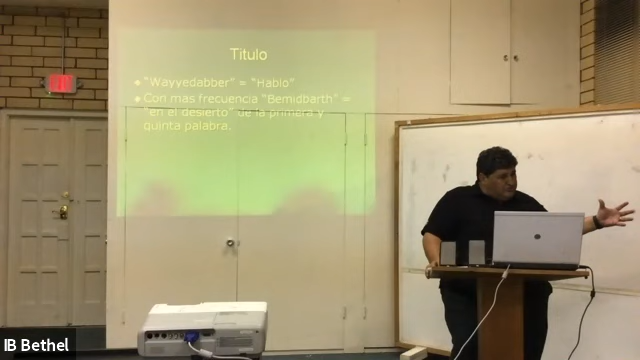 Titulo
"Wayyedabber" = "Hablo"
Con mas frecuencia "Bemidbarth" =
"en el desierto" de la primera y
quinta palabra.
EXIT
IB Bethel